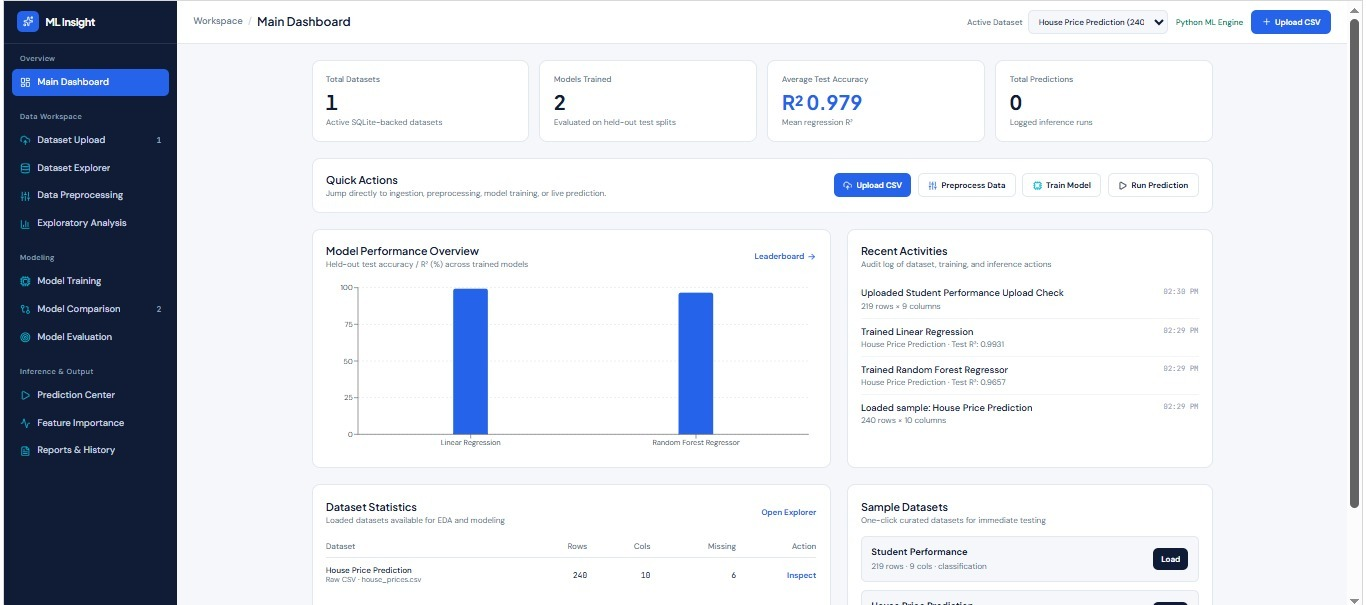 ML Insight
Overview
Main Dashboard
Data Workspace
Dataset Upload 1
Dataset Explorer
Data Preprocessing
Exploratory Analysis
Modeling
Model Training
Model Comparison 2
Model Evaluation
Inference & Output
Prediction Center
Feature Importance
Reports & History
Workspace / Main Dashboard
Active Dataset House Price Prediction (240 Python ML Engine + Upload CSV
Total Datasets
1
Active SQLite-backed datasets
Models Trained
2
Evaluated on held-out test splits
Average Test Accuracy
R² 0.979
Mean regression R²
Total Predictions
0
Logged inference runs
Quick Actions
Jump directly to ingestion, preprocessing, model training, or live prediction.
Upload CSV Preprocess Data Train Model Run Prediction
Model Performance Overview
Held-out test accuracy / R² (%) across trained models
Leaderboard →
100
75
50
25
0
Linear Regression Random Forest Regressor
Recent Activities
Audit log of dataset, training, and inference actions
Uploaded Student Performance Upload Check 02:30 PM
219 rows × 9 columns
Trained Linear Regression 02:29 PM
House Price Prediction · Test R²: 0.9931
Trained Random Forest Regressor 02:29 PM
House Price Prediction · Test R²: 0.9657
Loaded sample: House Price Prediction 02:29 PM
240 rows × 10 columns
Dataset Statistics
Loaded datasets available for EDA and modeling
Open Explorer
Dataset Rows Cols Missing Action
House Price Prediction 240 10 6 Inspect
Raw CSV · house_prices.csv
Sample Datasets
One-click curated datasets for immediate testing
Student Performance
219 rows · 9 cols · classification
Load